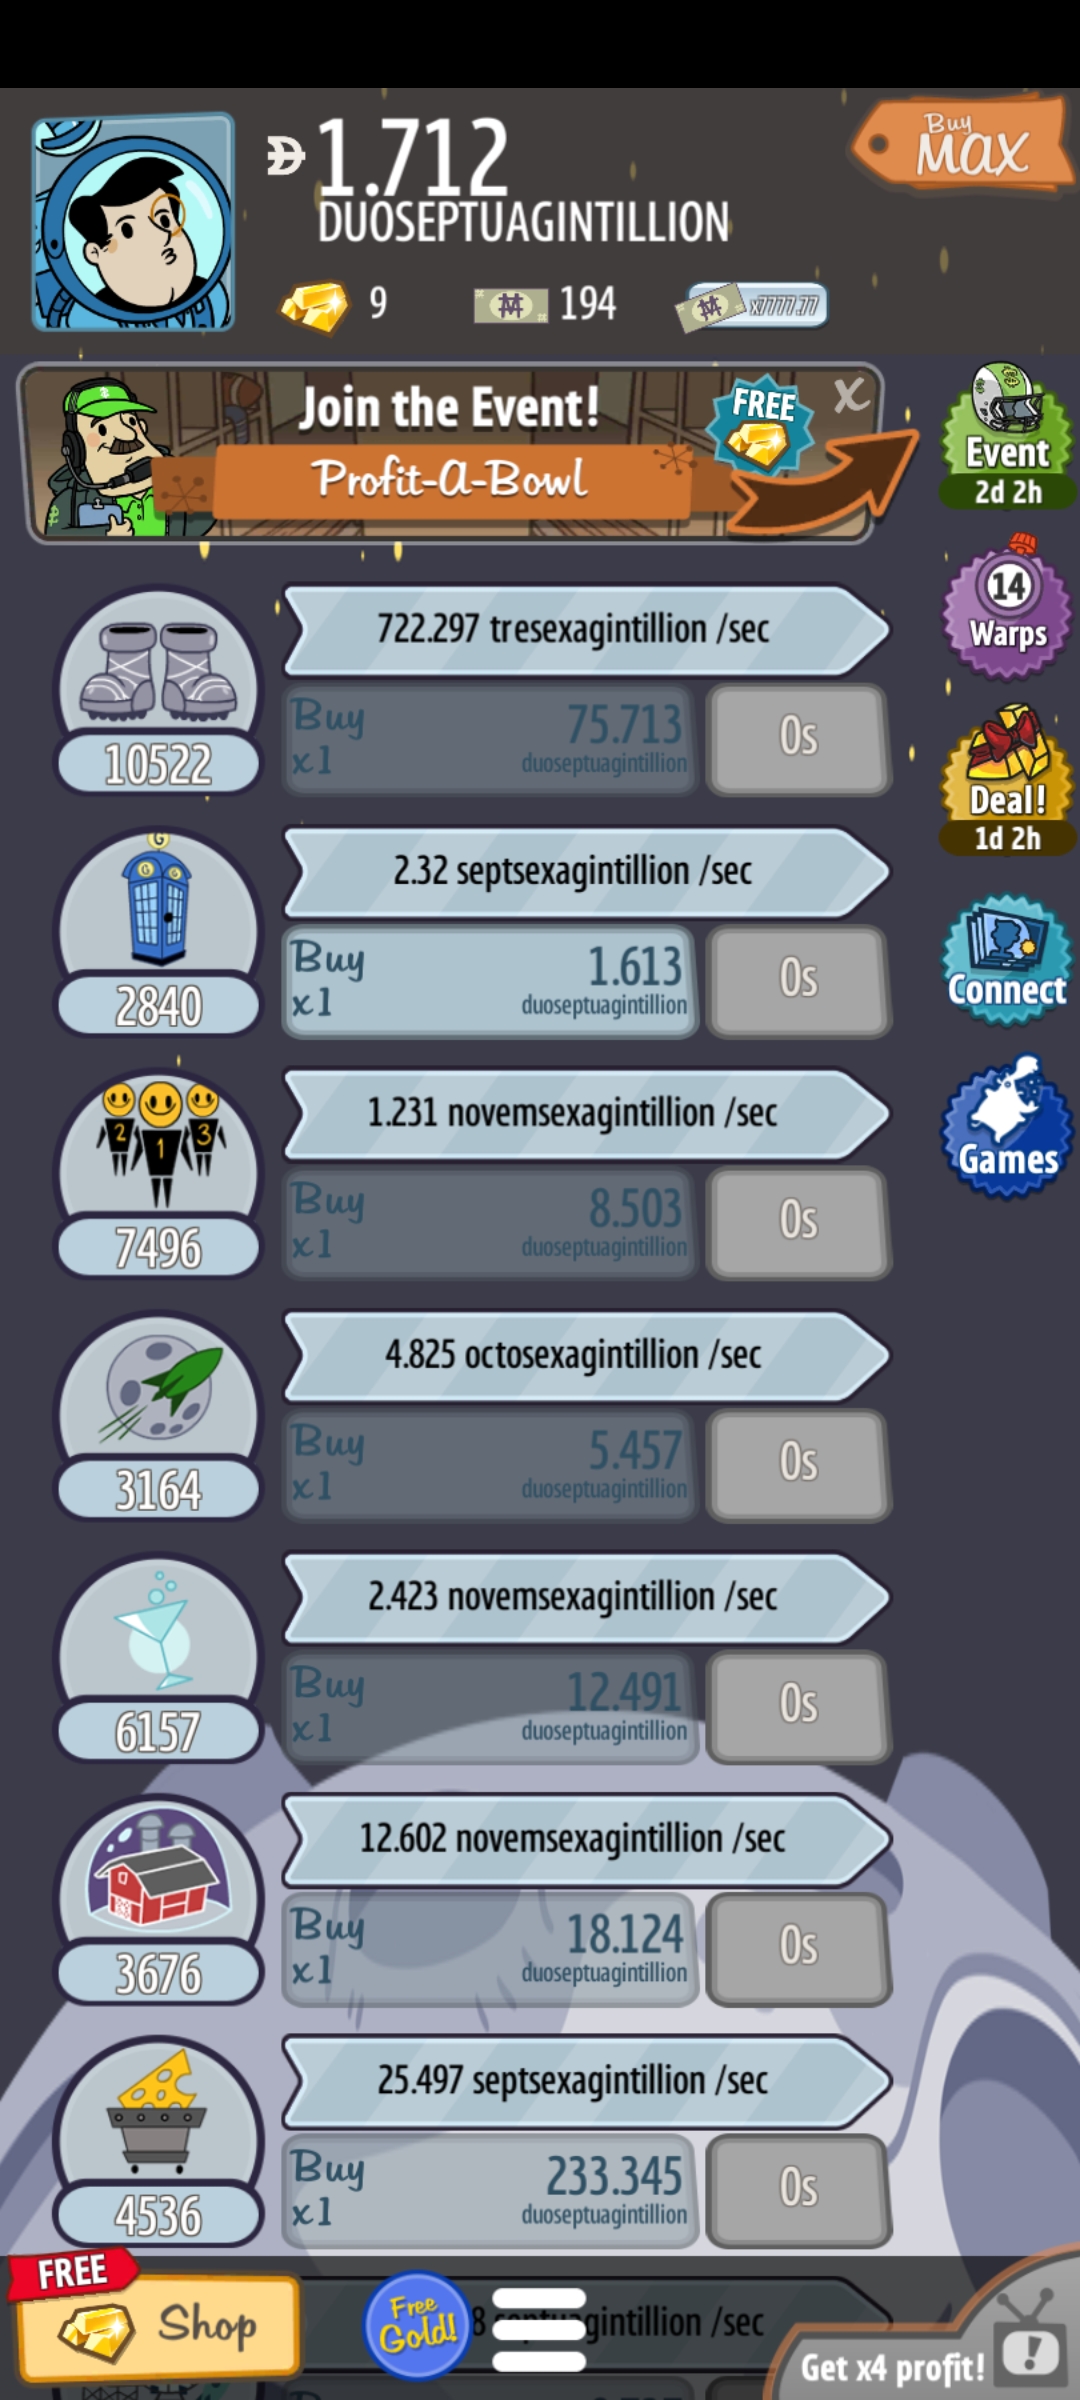 1.712
DUOSEPTUAGINTILLION
Buy
MAX
9
194
x7777.77
Join the Event!
Profit-A-Bowl
FREE
X
Event
2d 2h
14
Warps
Deal!
1d 2h
Connect
Games
722.297 tresexagintillion /sec
10522
Buy
x1
75.713
duoseptuagintillion
0s
G
G G
2.32 septsexagintillion /sec
2840
Buy
x1
1.613
duoseptuagintillion
0s
2 1 3
1.231 novemsexagintillion /sec
7496
Buy
x1
8.503
duoseptuagintillion
0s
4.825 octosexagintillion /sec
3164
Buy
x1
5.457
duoseptuagintillion
0s
2.423 novemsexagintillion /sec
6157
Buy
x1
12.491
duoseptuagintillion
0s
12.602 novemsexagintillion /sec
3676
Buy
x1
18.124
duoseptuagintillion
0s
25.497 septsexagintillion /sec
4536
Buy
x1
233.345
duoseptuagintillion
0s
FREE
Shop
Free
Gold!
/sec
Get x4 profit!